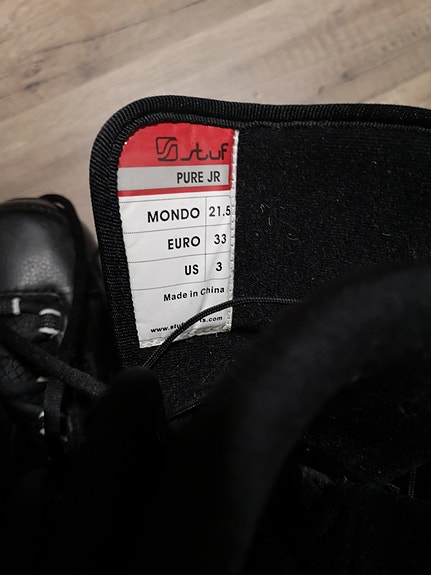 stuf
PURE JR
MONDO 21.5
EURO 33
US 3
Made in China